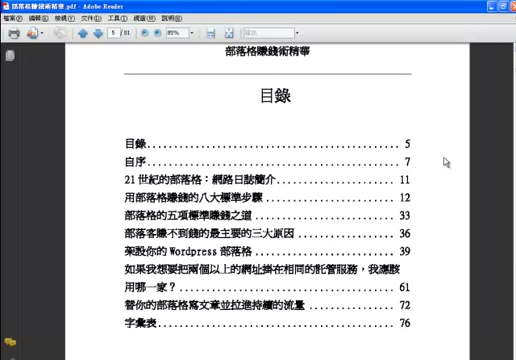 部落格賺錢術精華.pdf - Adobe Reader
檔案(F) 編輯(E) 檢視(V) 文件(D) 工具(T) 視窗(W) 說明(H)
5 / 81 85% 尋找
部落格賺錢術精華
目錄
目錄 5
自序 7
21 世紀的部落格：網路日誌簡介 11
用部落格賺錢的八大標準步驟 12
部落格的五項標準賺錢之道 33
部落客賺不到錢的最主要的三大原因 36
架設你的 Wordpress 部落格 39
如果我想要把兩個以上的網址掛在相同的託管服務，我應該
用哪一家？ 61
替你的部落格寫文章並拉進持續的流量 72
字彙表 76